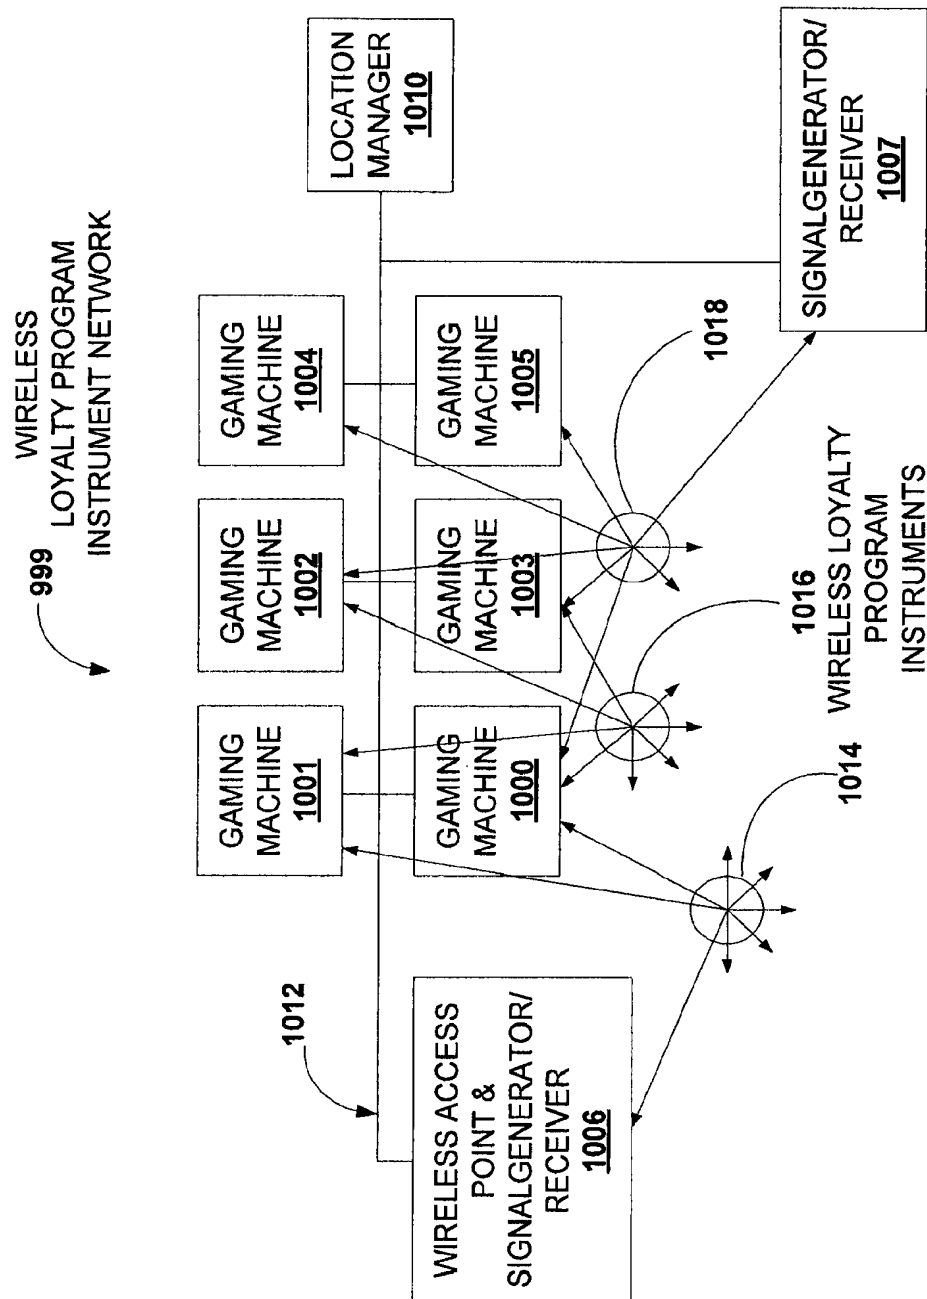 WIRELESS
LOYALTY PROGRAM
INSTRUMENT NETWORK
999
GAMING
MACHINE
1001
GAMING
MACHINE
1002
GAMING
MACHINE
1004
LOCATION
MANAGER
1010
1012
GAMING
MACHINE
1000
GAMING
MACHINE
1003
GAMING
MACHINE
1005
WIRELESS ACCESS
POINT &
SIGNALGENERATOR/
RECEIVER
1006
1018
1016
WIRELESS LOYALTY
PROGRAM
INSTRUMENTS
1014
SIGNALGENERATOR/
RECEIVER
1007